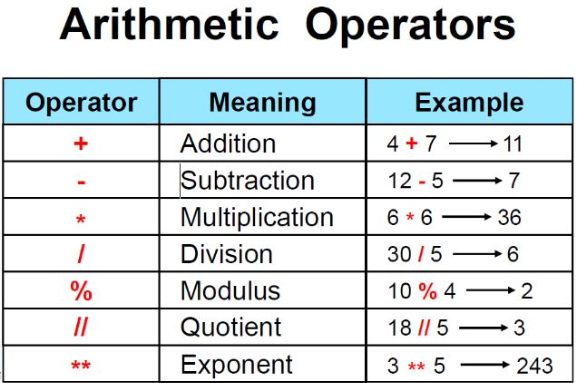 Arithmetic Operators
Operator Meaning Example
+ Addition 4 + 7 → 11
- Subtraction 12 - 5 → 7
* Multiplication 6 * 6 → 36
/ Division 30 / 5 → 6
% Modulus 10 % 4 → 2
// Quotient 18 // 5 → 3
** Exponent 3 ** 5 → 243